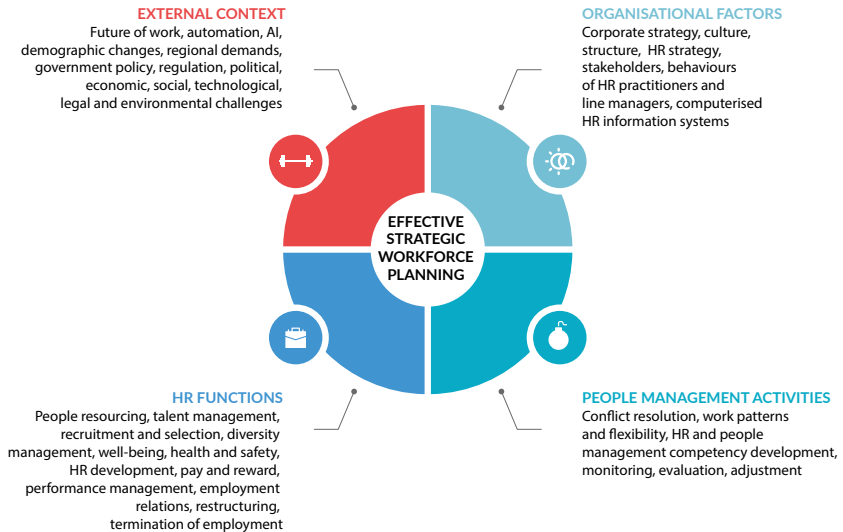 EXTERNAL CONTEXT
Future of work, automation, AI,
demographic changes, regional demands,
government policy, regulation, political,
economic, social, technological,
legal and environmental challenges
ORGANISATIONAL FACTORS
Corporate strategy, culture,
structure, HR strategy,
stakeholders, behaviours
of HR practitioners and
line managers, computerised
HR information systems
EFFECTIVE
STRATEGIC
WORKFORCE
PLANNING
HR FUNCTIONS
People resourcing, talent management,
recruitment and selection, diversity
management, well-being, health and safety,
HR development, pay and reward,
performance management, employment
relations, restructuring,
termination of employment
PEOPLE MANAGEMENT ACTIVITIES
Conflict resolution, work patterns
and flexibility, HR and people
management competency development,
monitoring, evaluation, adjustment